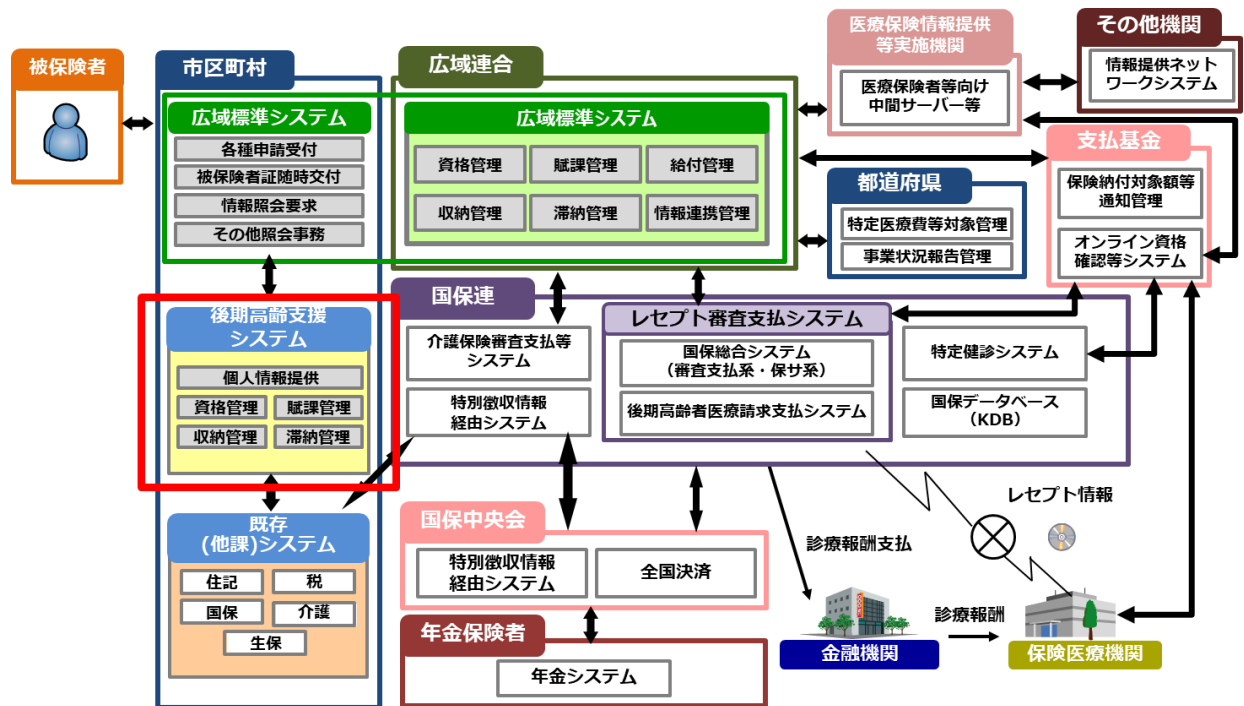 被保険者
市区町村
広域標準システム
各種申請受付
被保険者証随時交付
情報照会要求
その他照会事務
後期高齢支援
システム
個人情報提供
資格管理
賦課管理
収納管理
滞納管理
既存
(他課)システム
住記
税
国保
介護
生保
広域連合
広域標準システム
資格管理
賦課管理
給付管理
収納管理
滞納管理
情報連携管理
医療保険情報提供
等実施機関
医療保険者等向け
中間サーバー等
その他機関
情報提供ネット
ワークシステム
支払基金
保険納付対象額等
通知管理
オンライン資格
確認等システム
都道府県
特定医療費等対象管理
事業状況報告管理
国保連
介護保険審査支払等
システム
特別徴収情報
経由システム
レセプト審査支払システム
国保総合システム
（審査支払系・保サ系）
後期高齢者医療請求支払システム
特定健診システム
国保データベース
（KDB）
国保中央会
特別徴収情報
経由システム
全国決済
年金保険者
年金システム
診療報酬支払
レセプト情報
金融機関
診療報酬
保険医療機関